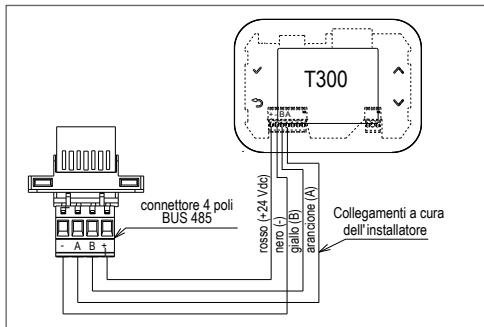 T300
+ - B A
connettore 4 poli
BUS 485
- A B +
rosso (+24 Vdc)
nero (-)
giallo (B)
arancione (A)
Collegamenti a cura
dell'installatore